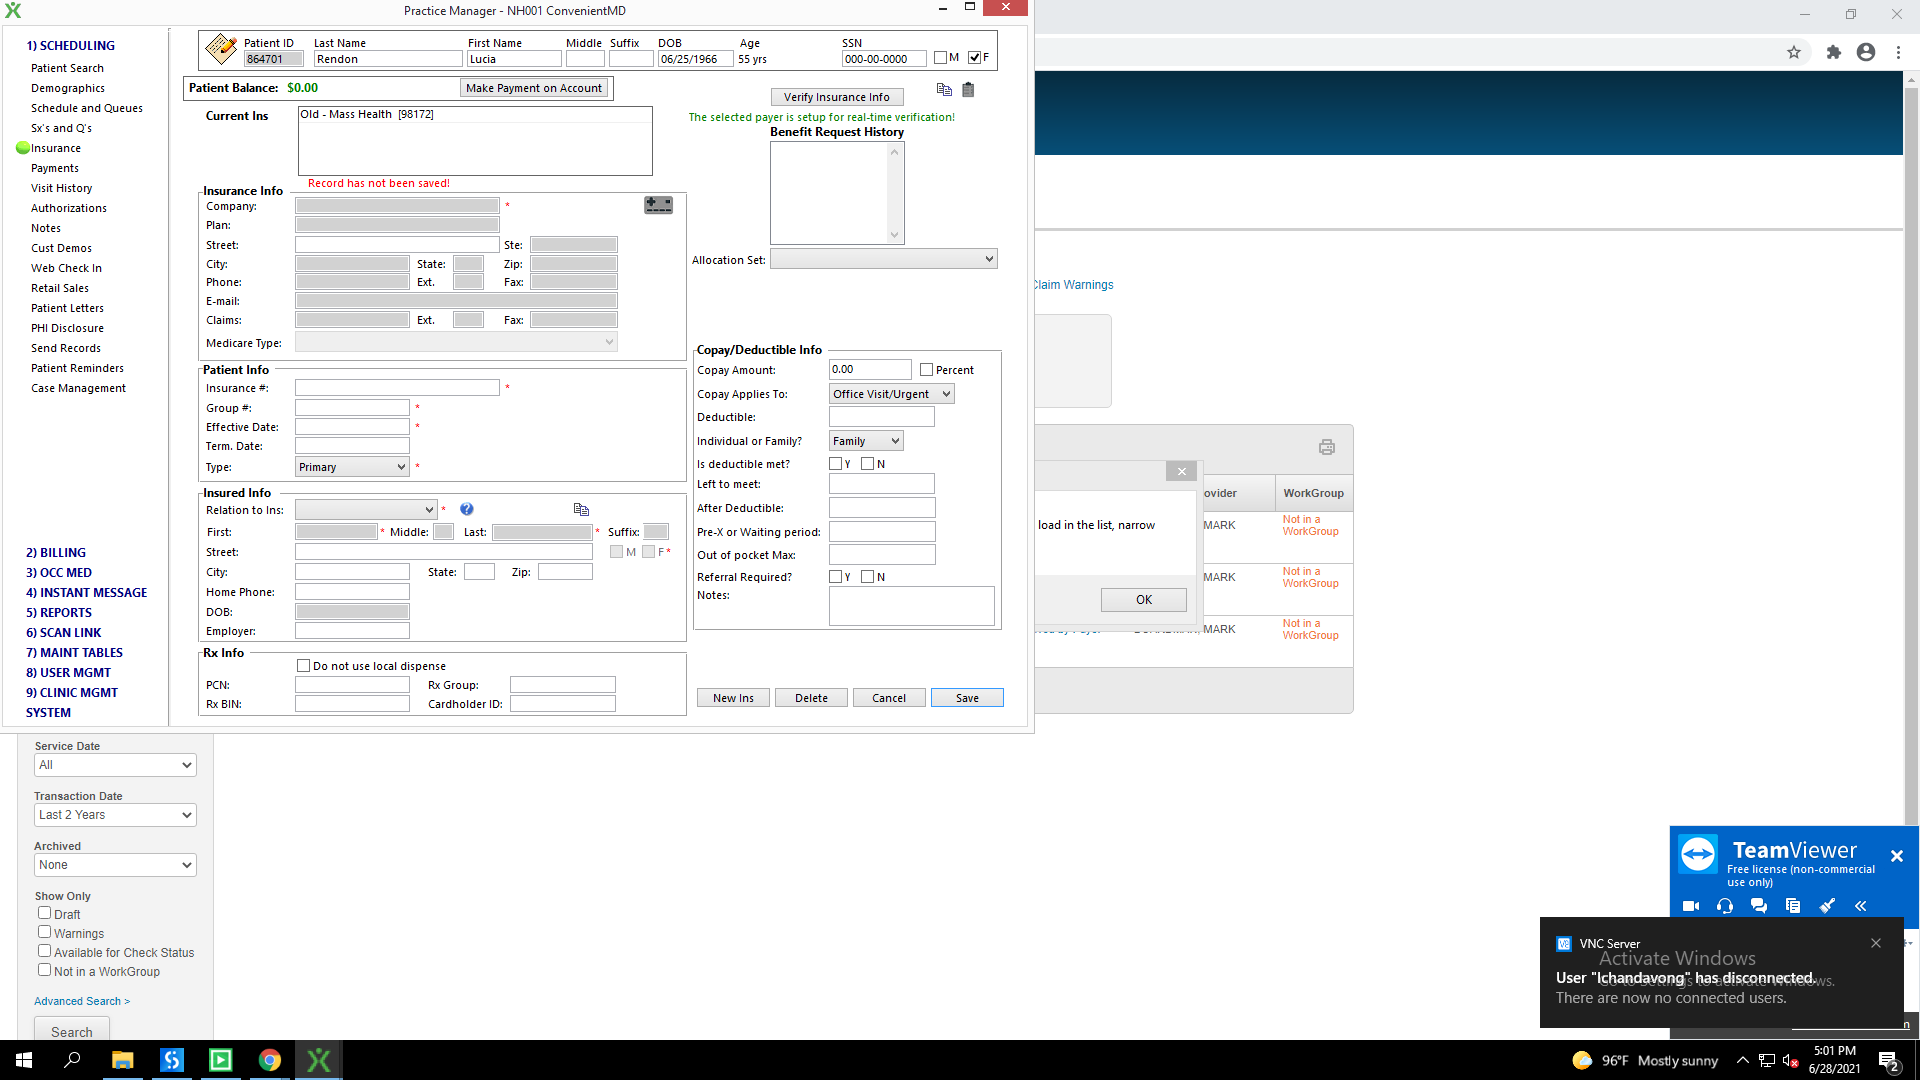 Practice Manager - NH001 ConvenientMD
1) SCHEDULING
Patient Search
Demographics
Schedule and Queues
Sx's and Q's
Insurance
Payments
Visit History
Authorizations
Notes
Cust Demos
Web Check In
Retail Sales
Patient Letters
PHI Disclosure
Send Records
Patient Reminders
Case Management
2) BILLING
3) OCC MED
4) INSTANT MESSAGE
5) REPORTS
6) SCAN LINK
7) MAINT TABLES
8) USER MGMT
9) CLINIC MGMT
SYSTEM
Patient ID Last Name First Name Middle Suffix DOB Age SSN
864701 Rendon Lucia 06/25/1966 55 yrs 000-00-0000 M F
Patient Balance: $0.00 Make Payment on Account
Current Ins Old - Mass Health [98172]
Record has not been saved!
Verify Insurance Info
The selected payer is setup for real-time verification!
Benefit Request History
Allocation Set:
Insurance Info
Company: *
Plan:
Street: Ste:
City: State: Zip:
Phone: Ext. Fax:
E-mail:
Claims: Ext. Fax:
Medicare Type:
Patient Info
Insurance #: *
Group #: *
Effective Date: *
Term. Date:
Type: Primary *
Insured Info
Relation to Ins: *
First: * Middle: Last: * Suffix:
Street: M F *
City: State: Zip:
Home Phone:
DOB:
Employer:
Rx Info
Do not use local dispense
PCN: Rx Group:
Rx BIN: Cardholder ID:
Copay/Deductible Info
Copay Amount: 0.00 Percent
Copay Applies To: Office Visit/Urgent
Deductible:
Individual or Family? Family
Is deductible met? Y N
Left to meet:
After Deductible:
Pre-X or Waiting period:
Out of pocket Max:
Referral Required? Y N
Notes:
New Ins Delete Cancel Save
Claim Warnings
ovider WorkGroup
MARK Not in a
WorkGroup
MARK Not in a
WorkGroup
MARK Not in a
WorkGroup
load in the list, narrow
OK
Service Date
All
Transaction Date
Last 2 Years
Archived
None
Show Only
Draft
Warnings
Available for Check Status
Not in a WorkGroup
Advanced Search >
Search
TeamViewer
Free license (non-commercial
use only)
VNC Server
Activate Windows
User "lchandavong" has disconnected.
Go to Settings to activate Windows.
There are now no connected users.
96°F Mostly sunny
5:01 PM
6/28/2021
2